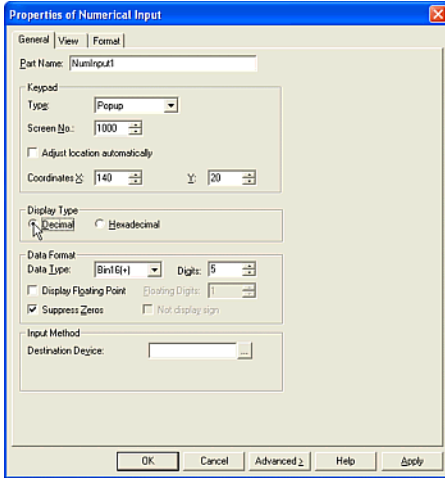 Properties of Numerical Input
General View Format
Part Name: NumInput1
Keypad
Type: Popup
Screen No.: 1000
Adjust location automatically
Coordinates X: 140 Y: 20
Display Type
Decimal Hexadecimal
Data Format
Data Type: Bin16(+) Digits: 5
Display Floating Point Floating Digits: 1
Suppress Zeros Not display sign
Input Method
Destination Device: ...
OK Cancel Advanced > Help Apply